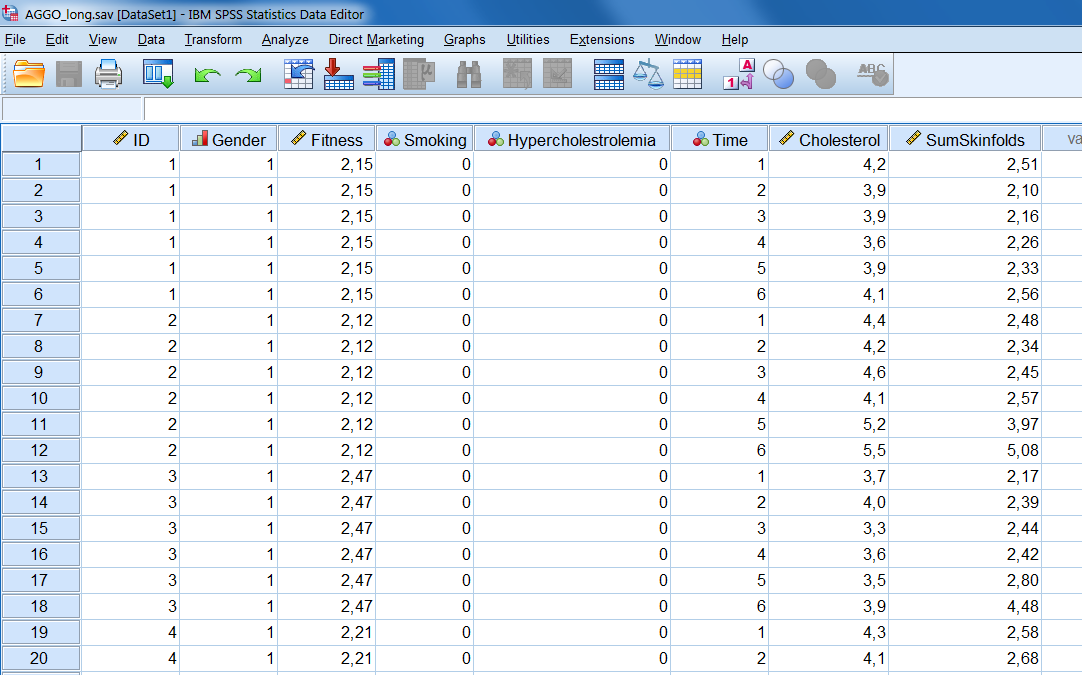 AGGO_long.sav [DataSet1] - IBM SPSS Statistics Data Editor
File Edit View Data Transform Analyze Direct Marketing Graphs Utilities Extensions Window Help
A
1
μ
ABC
ID Gender Fitness Smoking Hypercholestrolemia Time Cholesterol SumSkinfolds va
1 1 1 2,15 0 0 1 4,2 2,51
2 1 1 2,15 0 0 2 3,9 2,10
3 1 1 2,15 0 0 3 3,9 2,16
4 1 1 2,15 0 0 4 3,6 2,26
5 1 1 2,15 0 0 5 3,9 2,33
6 1 1 2,15 0 0 6 4,1 2,56
7 2 1 2,12 0 0 1 4,4 2,48
8 2 1 2,12 0 0 2 4,2 2,34
9 2 1 2,12 0 0 3 4,6 2,45
10 2 1 2,12 0 0 4 4,1 2,57
11 2 1 2,12 0 0 5 5,2 3,97
12 2 1 2,12 0 0 6 5,5 5,08
13 3 1 2,47 0 0 1 3,7 2,17
14 3 1 2,47 0 0 2 4,0 2,39
15 3 1 2,47 0 0 3 3,3 2,44
16 3 1 2,47 0 0 4 3,6 2,42
17 3 1 2,47 0 0 5 3,5 2,80
18 3 1 2,47 0 0 6 3,9 4,48
19 4 1 2,21 0 0 1 4,3 2,58
20 4 1 2,21 0 0 2 4,1 2,68